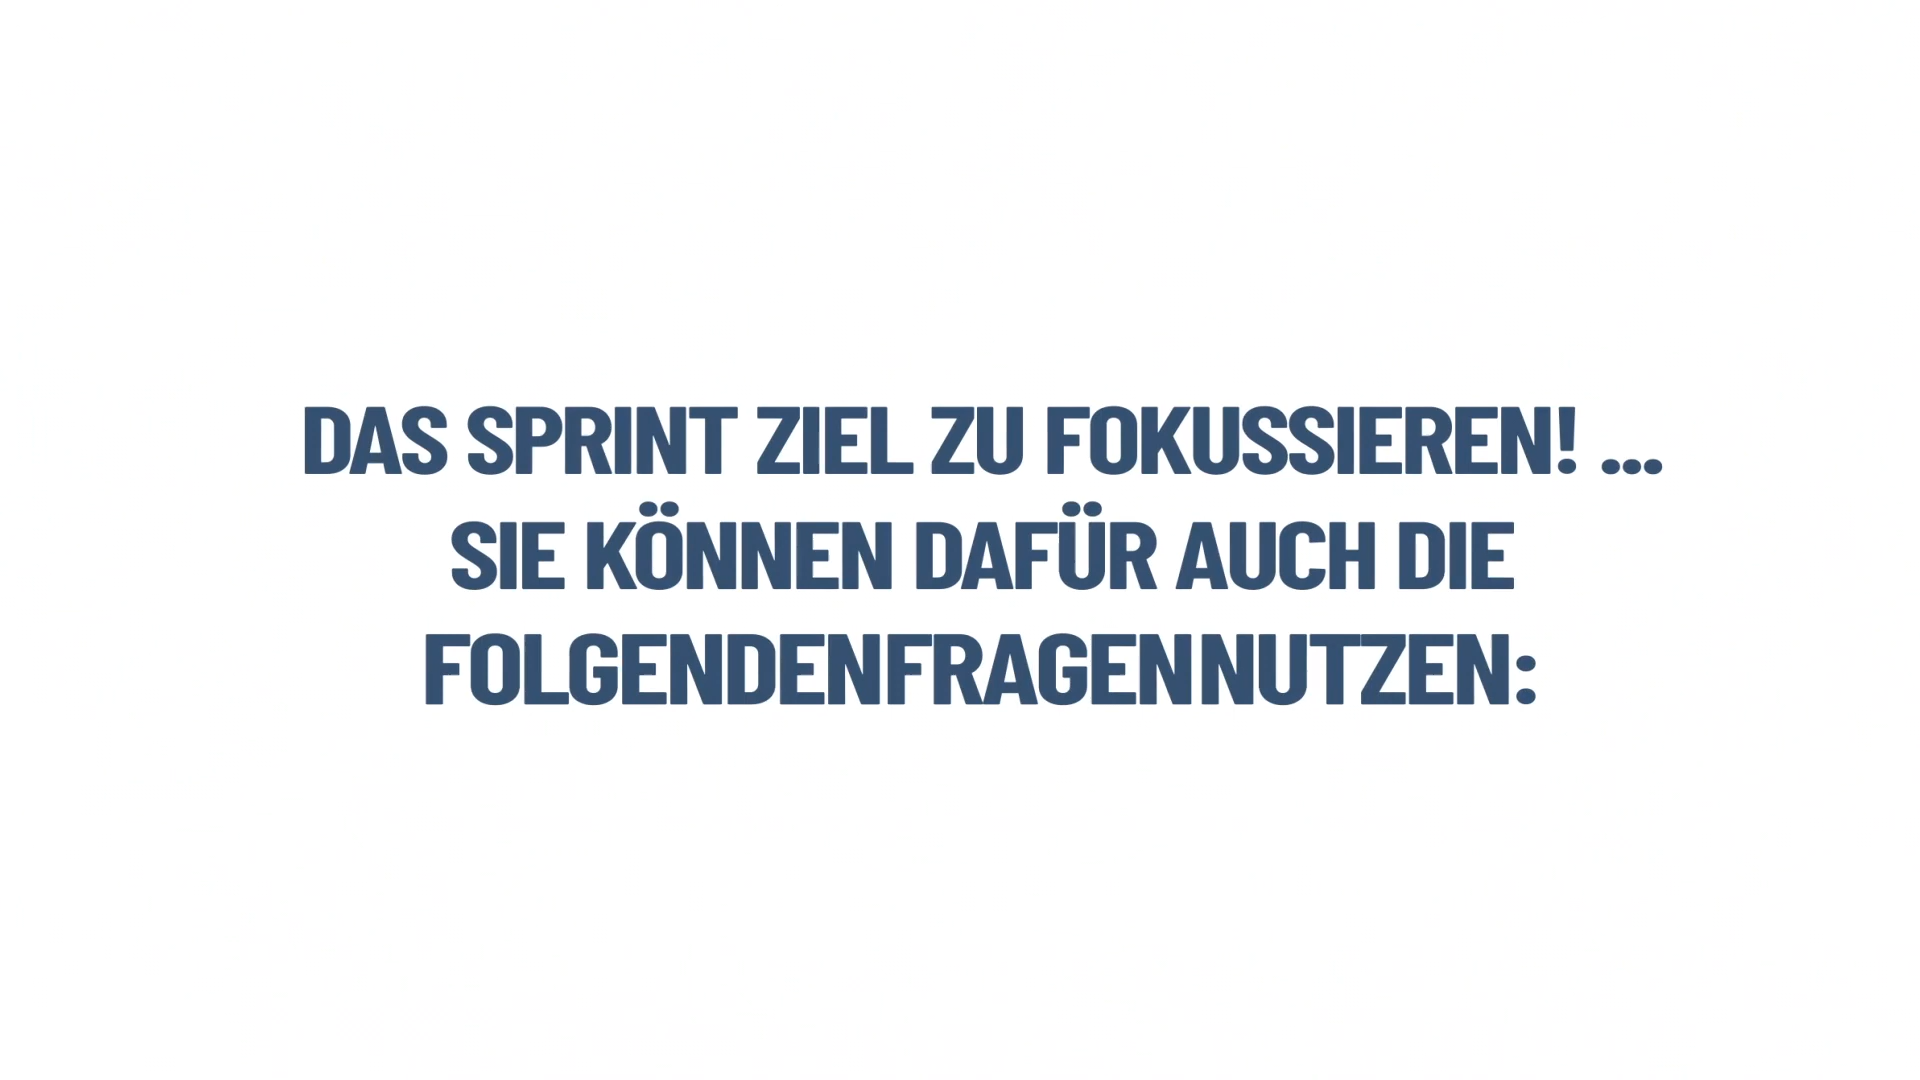 DAS SPRINT ZIEL ZU FOKUSSIEREN! ...
SIE KÖNNEN DAFÜR AUCH DIE
FOLGENDENFRAGENNUTZEN: